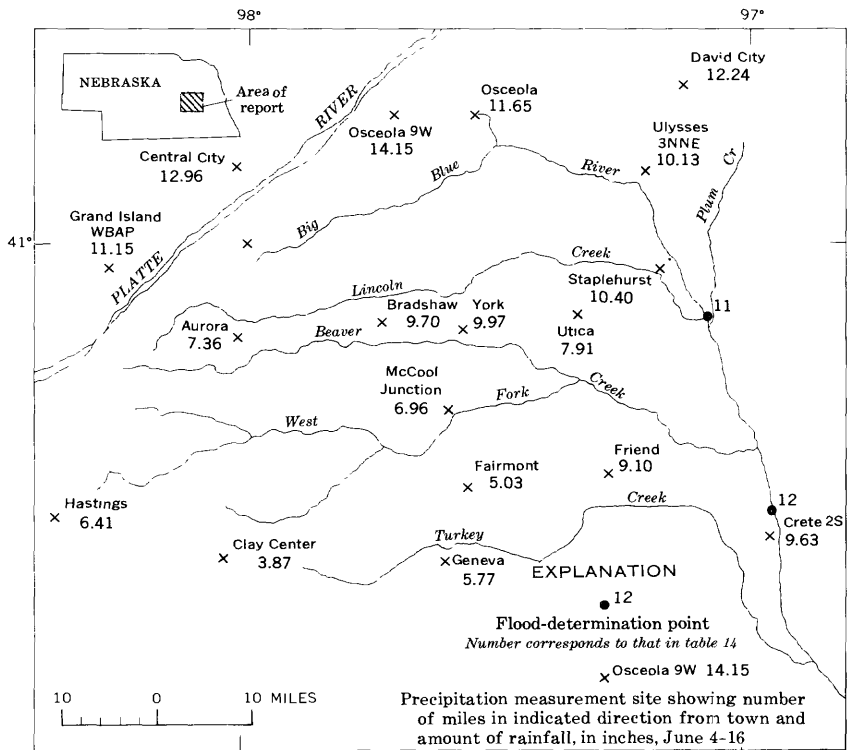 98°
97°
NEBRASKA
Area of
report
David City
12.24
Osceola
11.65
RIVER
Osceola 9W
14.15
Ulysses
3NNE
10.13
Plum Cr
Central City
12.96
Big Blue River
Grand Island
WBAP
11.15
41°
PLATTE
Lincoln Creek
Staplehurst
10.40
11
Bradshaw
9.70
York
9.97
Utica
7.91
Aurora
7.36
Beaver Creek
McCool
Junction
6.96
West Fork
Friend
9.10
Fairmont
5.03
Hastings
6.41
12
Crete 2S
9.63
Turkey Creek
Clay Center
3.87
Geneva
5.77
EXPLANATION
12
Flood-determination point
Number corresponds to that in table 14
Osceola 9W 14.15
Precipitation measurement site showing number
of miles in indicated direction from town and
amount of rainfall, in inches, June 4-16
10 0 10 MILES